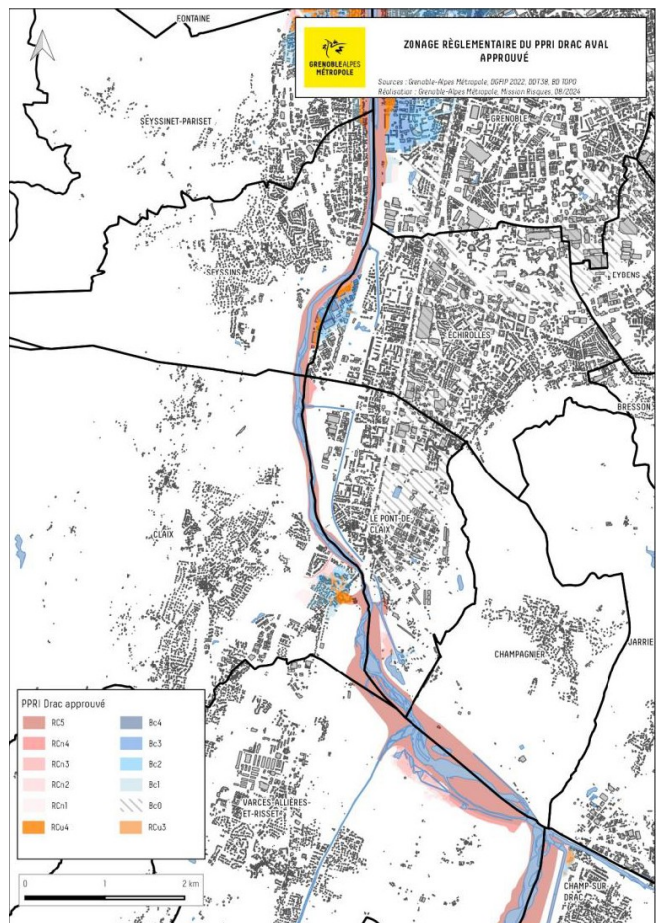 FONTAINE
GRENOBLEALPES
MÉTROPOLE
ZONAGE RÈGLEMENTAIRE DU PPRI DRAC AVAL
APPROUVÉ
Sources : Grenoble-Alpes Métropole, DGFIP 2022, DDT38, BD TOPO
Réalisation : Grenoble-Alpes Métropole, Mission Risques, 08/2024
SEYSSINET-PARISET
GRENOBLE
SEYSSINS
EYBENS
ÉCHIROLLES
BRESSON
LE PONT-DE-
CLAIX
CLAIX
CHAMPAGNIER
JARRIE
PPRI Drac approuvé
RC5
Bc4
RCn4
Bc3
RCn3
Bc2
RCn2
Bc1
RCn1
Bc0
RCu4
RCu3
VARCES-ALLIÈRES
-ET-RISSET
CHAMP-SUR-
DRAC
0 1 2 km